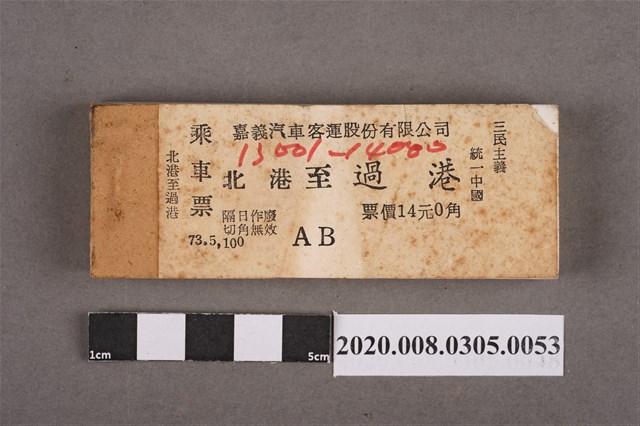 三民主義
統一中國
嘉義汽車客運股份有限公司
13001-14000
乘車票
北港至過港
北港至過港
票價14元0角
隔日作廢
切角無效
73.5,100
AB
1cm
5cm
2020.008.0305.0053